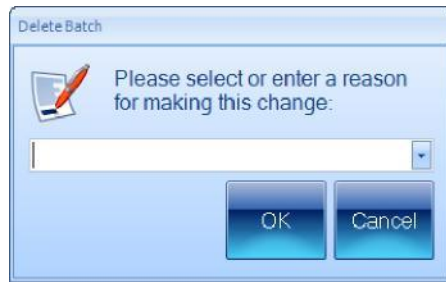 Delete Batch
Please select or enter a reason
for making this change:
OK
Cancel